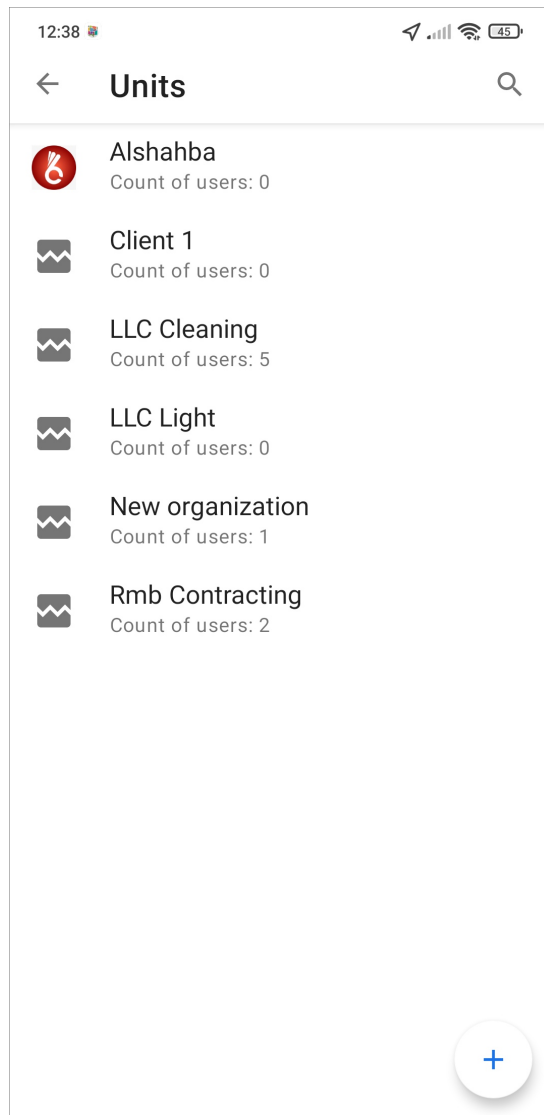 12:38
45
Units
Alshahba
Count of users: 0
Client 1
Count of users: 0
LLC Cleaning
Count of users: 5
LLC Light
Count of users: 0
New organization
Count of users: 1
Rmb Contracting
Count of users: 2